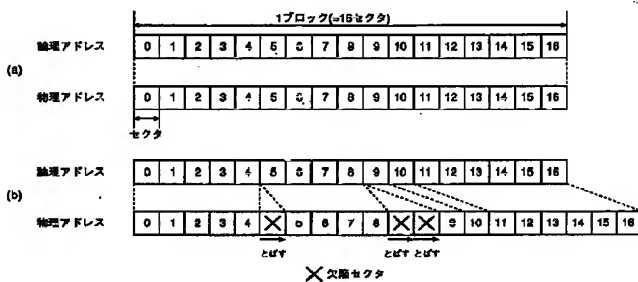 1ブロック(=16セクタ)
論理アドレス 0 1 2 3 4 5 6 7 8 9 10 11 12 13 14 15 16
(a)
物理アドレス 0 1 2 3 4 5 6 7 8 9 10 11 12 13 14 15 16
セクタ
論理アドレス 0 1 2 3 4 5 6 7 8 9 10 11 12 13 14 15 16
(b)
物理アドレス 0 1 2 3 4 5 6 7 8 9 10 11 12 13 14 15 16
とばす とばす とばす
欠陥セクタ